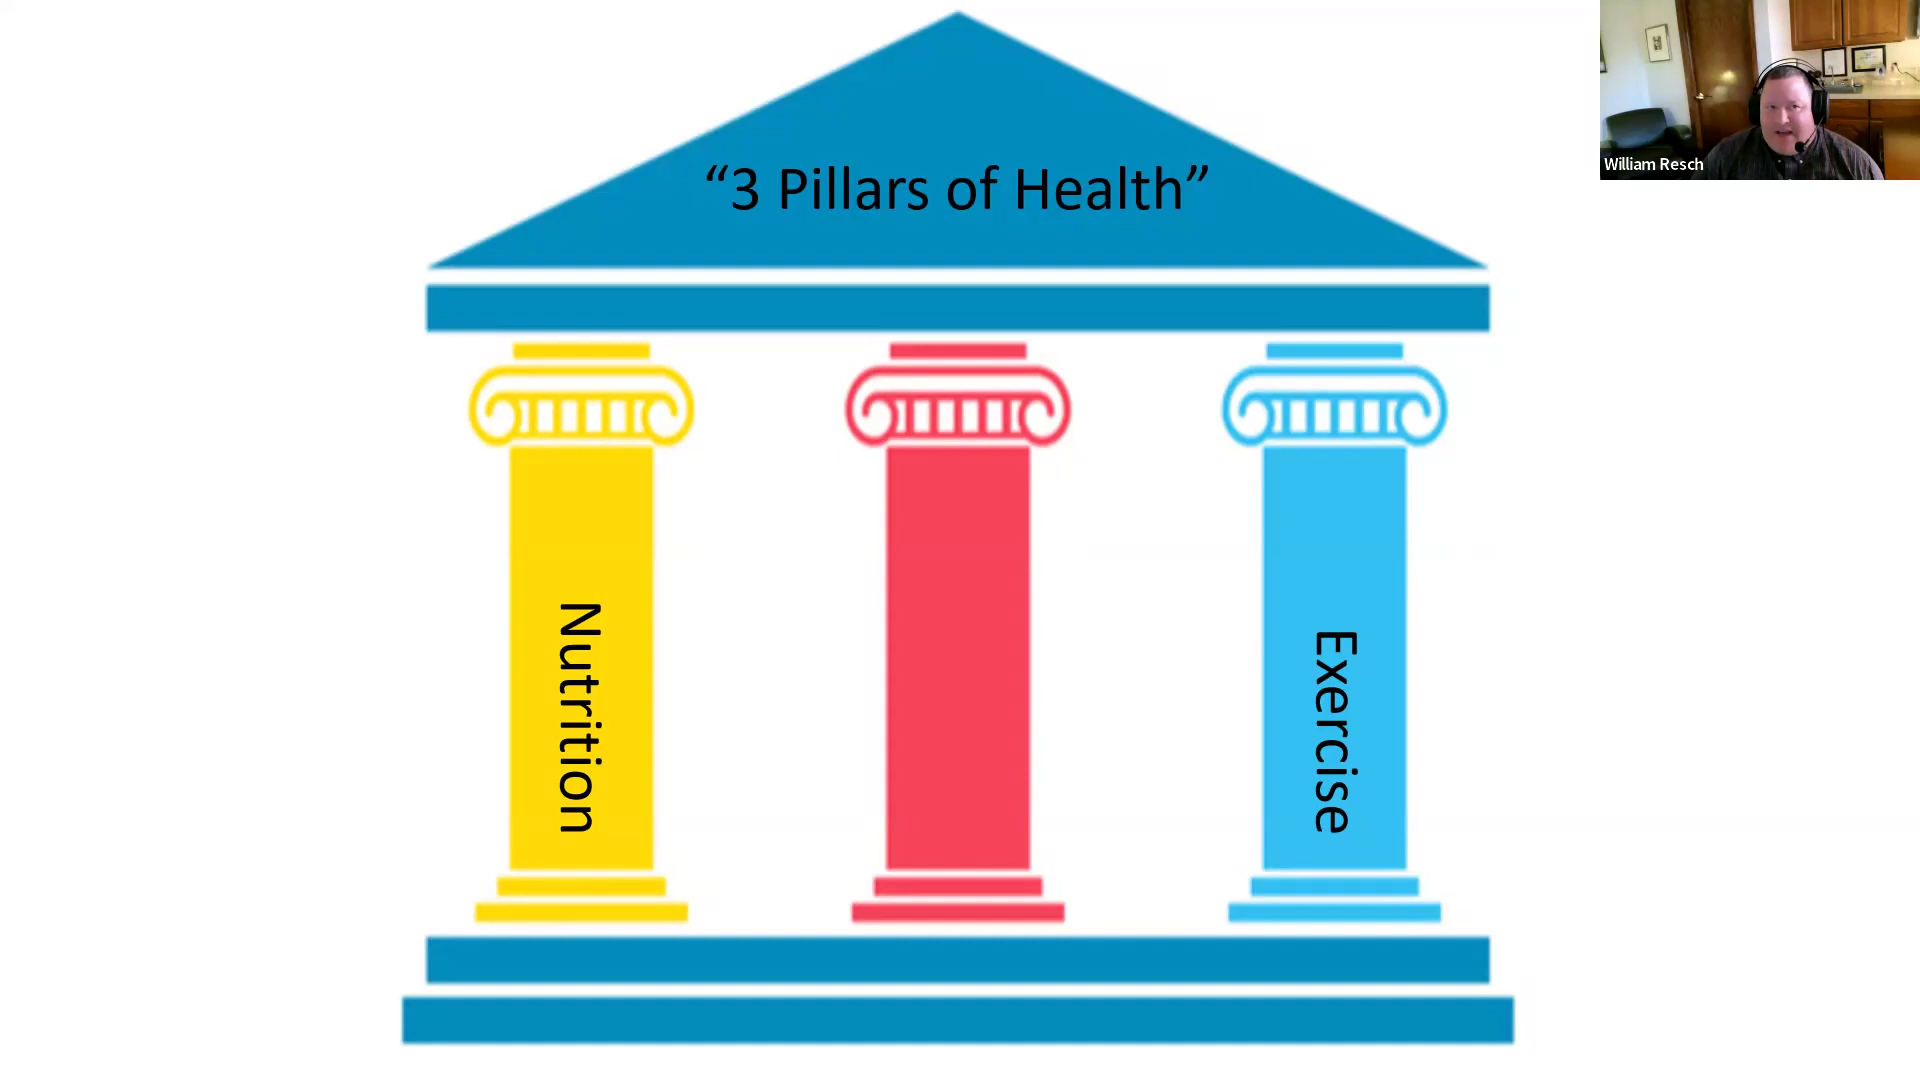 “3 Pillars of Health”
William Resch
Nutrition
Exercise